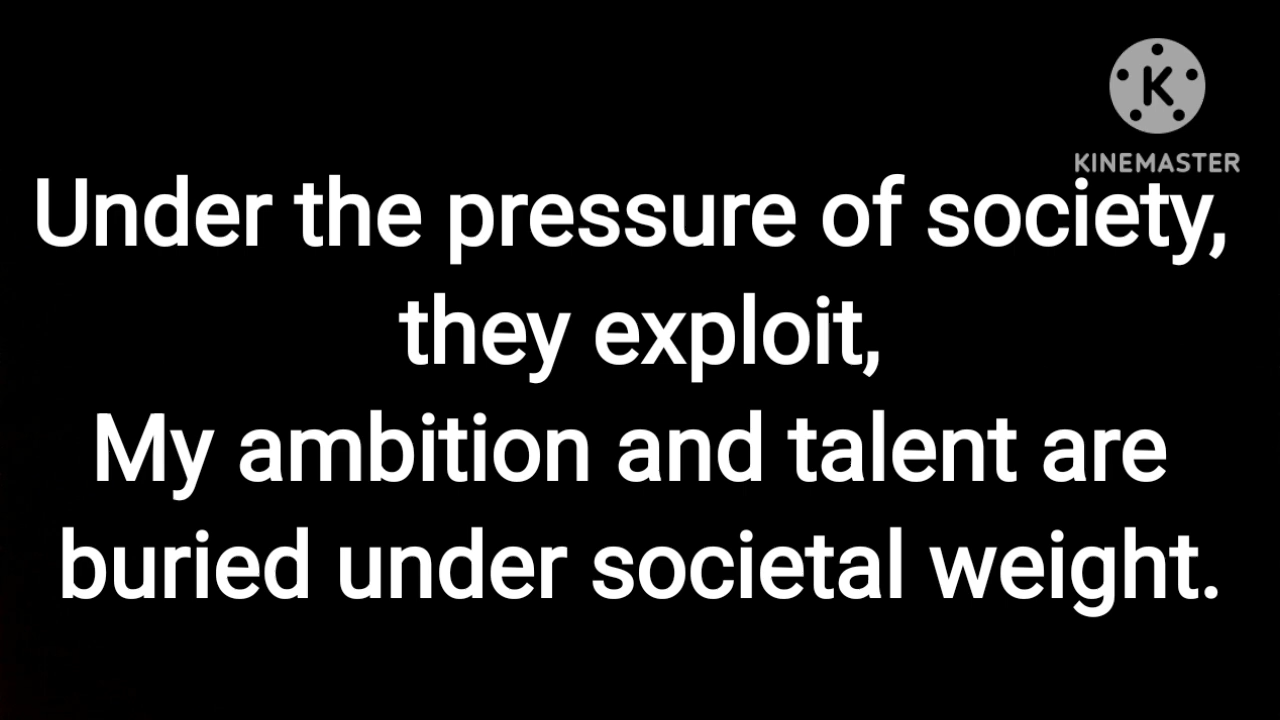 K
KINEMASTER
Under the pressure of society,
they exploit,
My ambition and talent are
buried under societal weight.